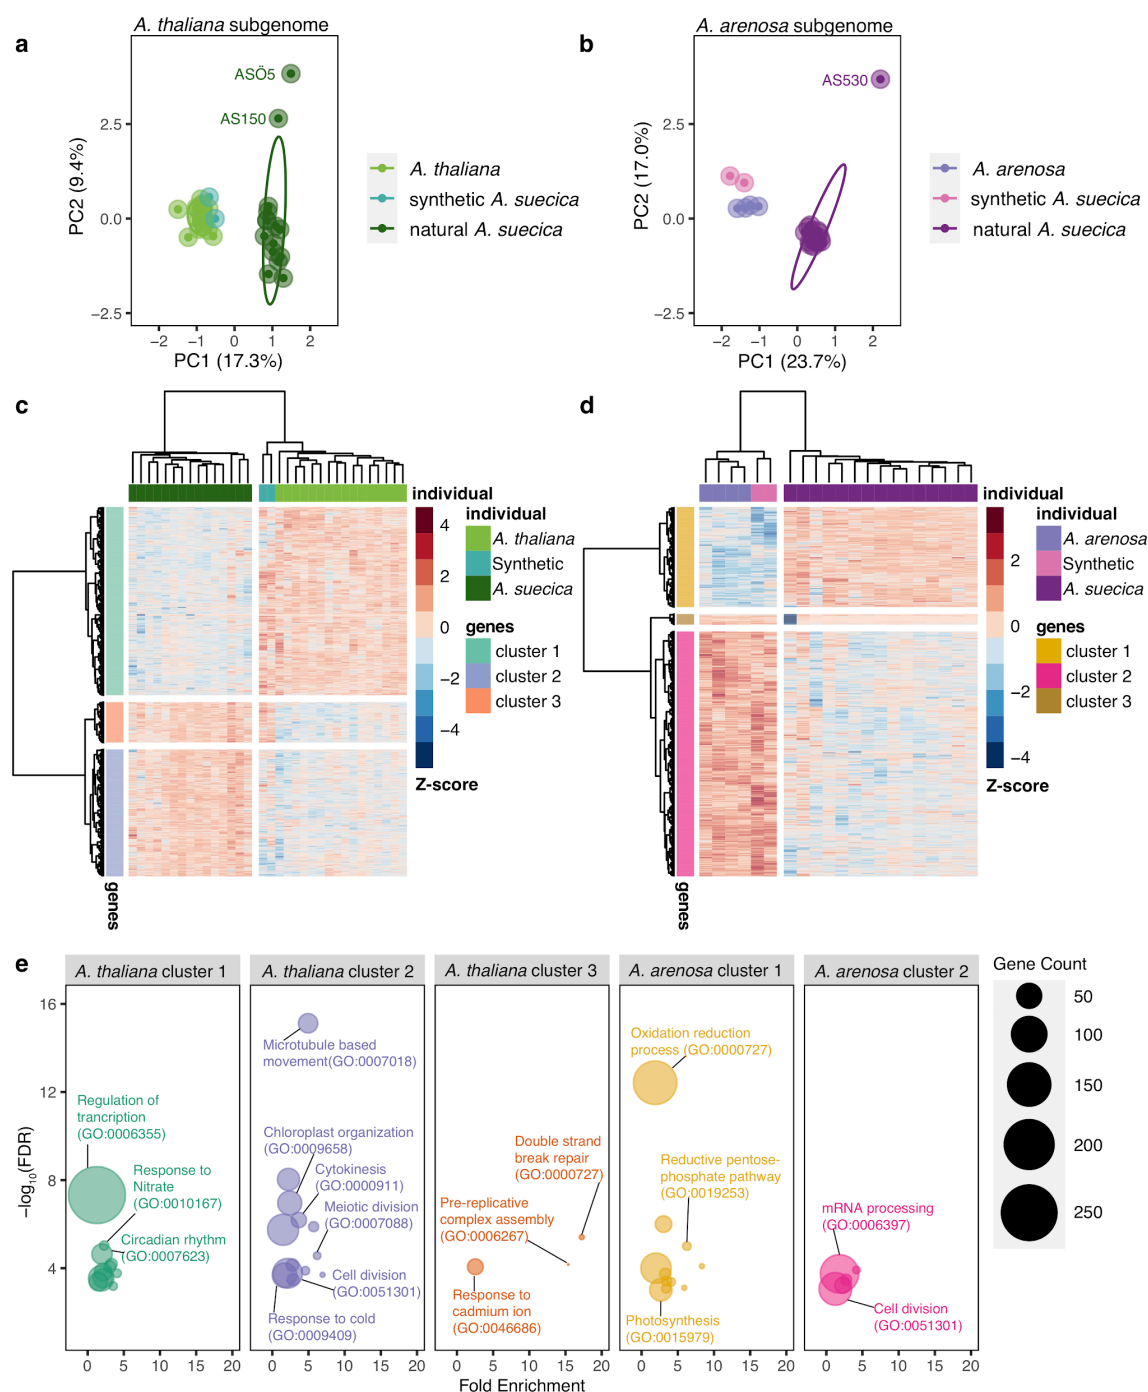 a
A. thaliana subgenome
ASÖ5
AS150
2.5
0.0
−2.5
PC2 (9.4%)
−2 −1 0 1 2
PC1 (17.3%)
A. thaliana
synthetic A. suecica
natural A. suecica
b
A. arenosa subgenome
AS530
2.5
0.0
−2.5
PC2 (17.0%)
−2 −1 0 1 2
PC1 (23.7%)
A. arenosa
synthetic A. suecica
natural A. suecica
c
individual
4
2
0
−2
−4
Z-score
individual
A. thaliana
Synthetic
A. suecica
genes
cluster 1
cluster 2
cluster 3
genes
d
individual
2
0
−2
−4
Z-score
individual
A. arenosa
Synthetic
A. suecica
genes
cluster 1
cluster 2
cluster 3
genes
e
A. thaliana cluster 1
A. thaliana cluster 2
A. thaliana cluster 3
A. arenosa cluster 1
A. arenosa cluster 2
16
12
8
4
−log10(FDR)
Regulation of
trancription
(GO:0006355)
Response to
Nitrate
(GO:0010167)
Circadian rhythm
(GO:0007623)
0 5 10 15 20
Microtubule based
movement(GO:0007018)
Chloroplast organization
(GO:0009658)
Cytokinesis
(GO:0000911)
Meiotic division
(GO:0007088)
Cell division
(GO:0051301)
Response to cold
(GO:0009409)
0 5 10 15 20
Double strand
break repair
(GO:0000727)
Pre-replicative
complex assembly
(GO:0006267)
Response to
cadmium ion
(GO:0046686)
0 5 10 15 20
Oxidation reduction
process (GO:0000727)
Reductive pentose-
phosphate pathway
(GO:0019253)
Photosynthesis
(GO:0015979)
0 5 10 15 20
mRNA processing
(GO:0006397)
Cell division
(GO:0051301)
0 5 10 15 20
Fold Enrichment
Gene Count
50
100
150
200
250